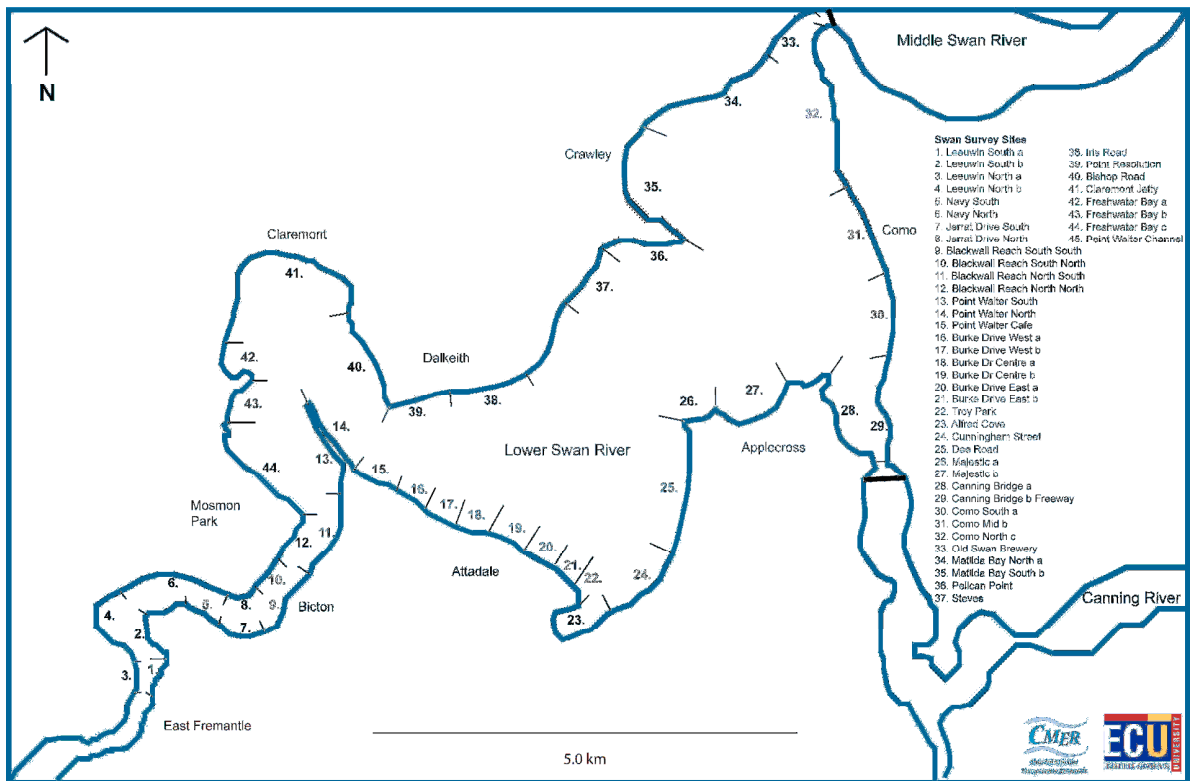 N
Middle Swan River
33.
34.
32.
Crawley
35.
36.
37.
31.
Como
30.
Claremont
41.
42.
43.
40.
Dalkeith
39.
38.
44.
14.
13.
Lower Swan River
26.
27.
28.
29.
Applecross
15.
16.
17.
18.
19.
20.
21.
22.
23.
24.
25.
Mosmon
Park
12.
11.
10.
9.
8.
7.
6.
5.
4.
2.
3.
1.
Attadale
Bicton
East Fremantle
Canning River
5.0 km
Swan Survey Sites
1. Leeuwin South a
2. Leeuwin South b
3. Leeuwin North a
4. Leeuwin North b
5. Navy South
6. Navy North
7. Jerrat Drive South
8. Jerrat Drive North
9. Blackwall Reach South South
10. Blackwall Reach South North
11. Blackwall Reach North South
12. Blackwall Reach North North
13. Point Walter South
14. Point Walter North
15. Point Walter Cafe
16. Burke Drive West a
17. Burke Drive West b
18. Burke Dr Centre a
19. Burke Dr Centre b
20. Burke Drive East a
21. Burke Drive East b
22. Troy Park
23. Alfred Cove
24. Cunningham Street
25. Dee Road
26. Majestic a
27. Majestic b
28. Canning Bridge a
29. Canning Bridge b Freeway
30. Como South a
31. Como Mid b
32. Como North c
33. Old Swan Brewery
34. Matilda Bay North a
35. Matilda Bay South b
36. Pelican Point
37. Steves
38. Iris Road
39. Point Resolution
40. Bishop Road
41. Claremont Jetty
42. Freshwater Bay a
43. Freshwater Bay b
44. Freshwater Bay c
45. Point Walter Channel
CMER
ECU
UNIVERSITY